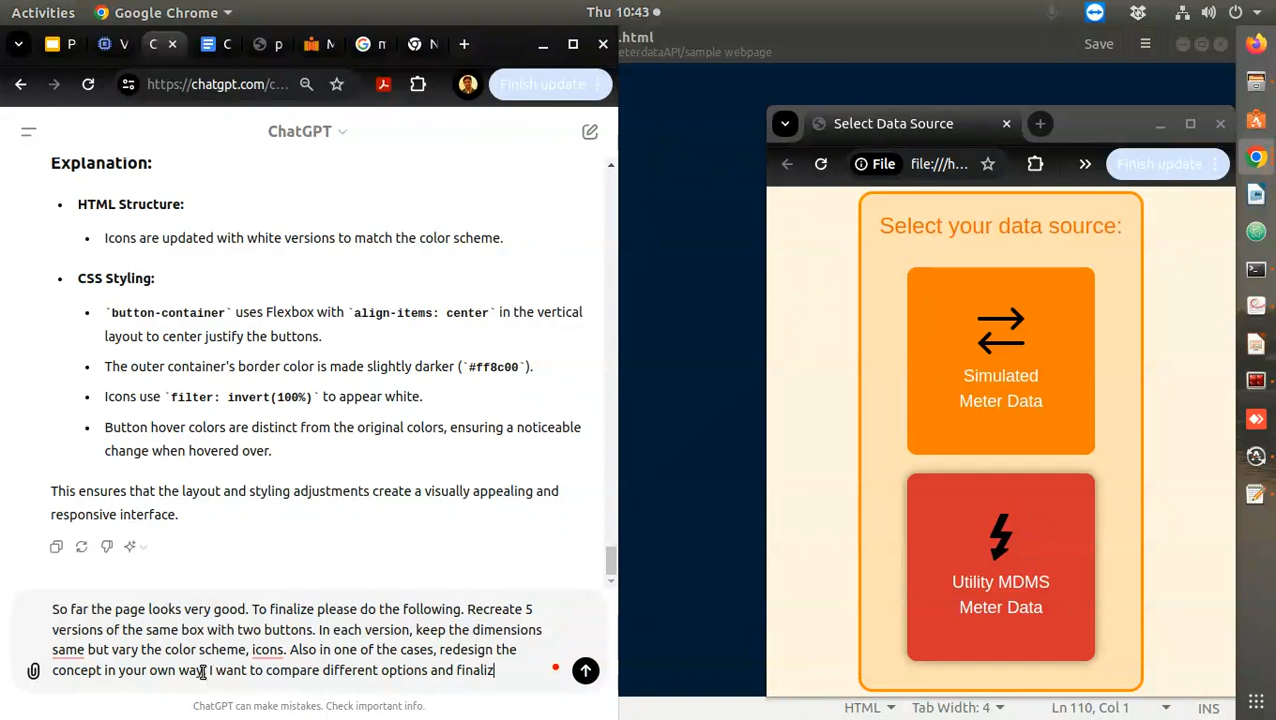 Activities
Google Chrome
Thu 10:43
P
V
C
C
p
M
m
N
https://chatgpt.com/c...
Finish update
.html
eterdataAPI/sample webpage
Save
ChatGPT
Explanation:
HTML Structure:
Icons are updated with white versions to match the color scheme.
CSS Styling:
`button-container` uses Flexbox with `align-items: center` in the vertical
layout to center justify the buttons.
The outer container's border color is made slightly darker (`#ff8c00`).
Icons use `filter: invert(100%)` to appear white.
Button hover colors are distinct from the original colors, ensuring a noticeable
change when hovered over.
This ensures that the layout and styling adjustments create a visually appealing and
responsive interface.
So far the page looks very good. To finalize please do the following. Recreate 5
versions of the same box with two buttons. In each version, keep the dimensions
same but vary the color scheme, icons. Also in one of the cases, redesign the
concept in your own way. I want to compare different options and finaliz
ChatGPT can make mistakes. Check important info.
Select Data Source
File
file:///h...
Finish update
Select your data source:
Simulated
Meter Data
Utility MDMS
Meter Data
HTML
Tab Width: 4
Ln 110, Col 1
INS